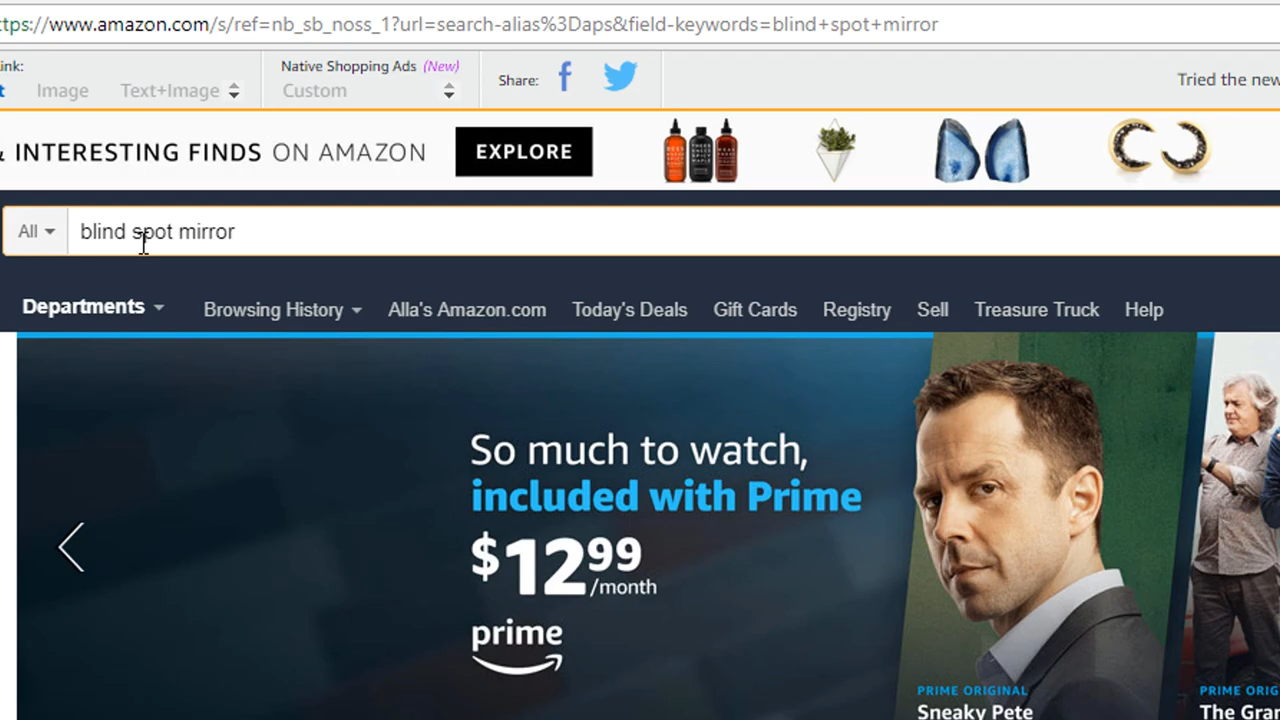 ttps://www.amazon.com/s/ref=nb_sb_noss_1?url=search-alias%3Daps&field-keywords=blind+spot+mirror
ink: Native Shopping Ads (New) Share: Tried the new
t Image Text+Image Custom
& INTERESTING FINDS ON AMAZON EXPLORE
All blind spot mirror
Departments Browsing History Alla's Amazon.com Today's Deals Gift Cards Registry Sell Treasure Truck Help
So much to watch,
included with Prime
$12.99
/month
prime
PRIME ORIGINAL
Sneaky Pete
PRIME ORIG
The Gran